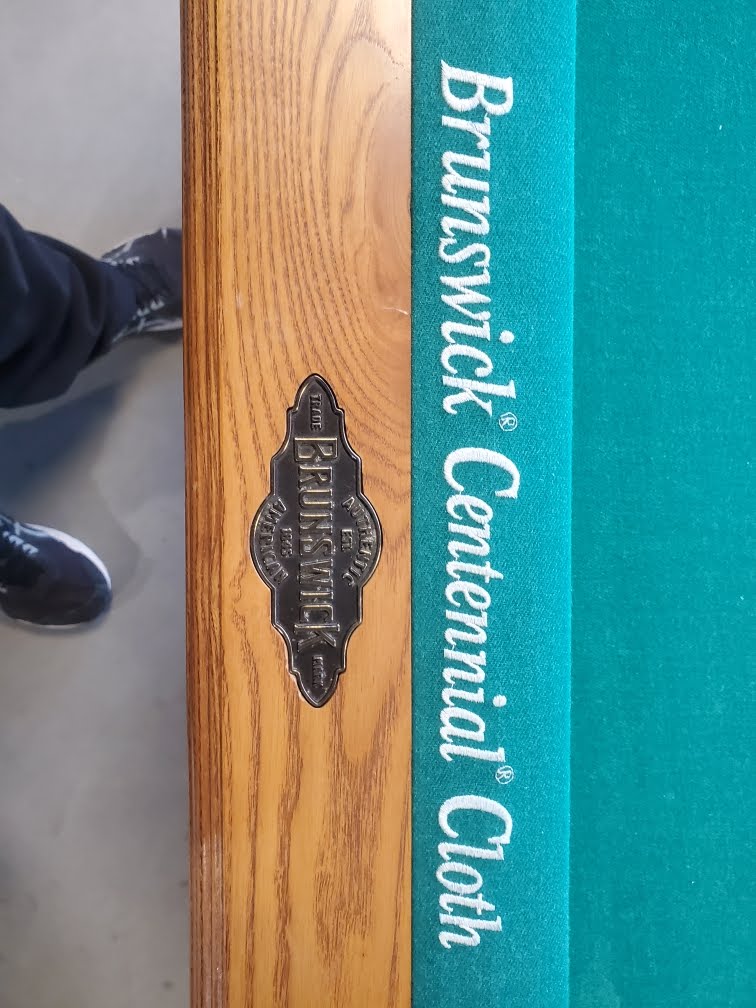 Brunswick® Centennial® Cloth
AUTHENTIC
EST
TRADE BRUNSWICK MARK
1845
AMERICAN